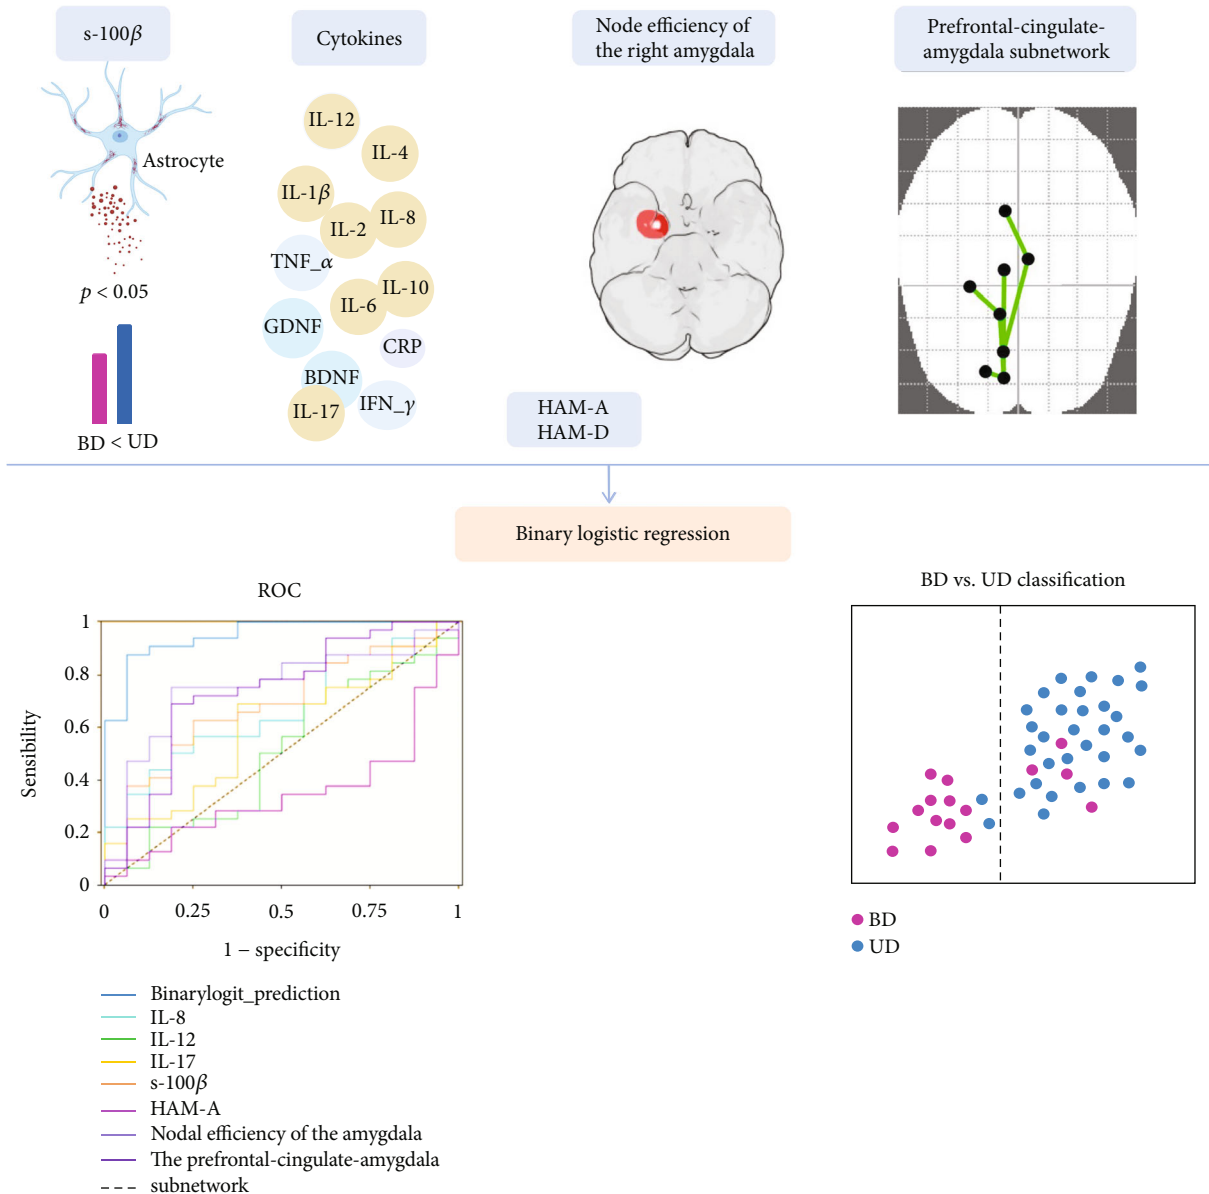 s-100β
Cytokines
Node efficiency of
the right amygdala
Prefrontal-cingulate-
amygdala subnetwork
Astrocyte
p < 0.05
BD < UD
IL-12
IL-4
IL-1β
IL-8
IL-2
TNF_α
IL-10
IL-6
GDNF
CRP
BDNF
IFN_γ
IL-17
HAM-A
HAM-D
Binary logistic regression
ROC
Sensibility
1
0.8
0.6
0.4
0.2
0
0 0.25 0.5 0.75 1
1 − specificity
Binarylogit_prediction
IL-8
IL-12
IL-17
s-100β
HAM-A
Nodal efficiency of the amygdala
The prefrontal-cingulate-amygdala
subnetwork
BD vs. UD classification
BD
UD